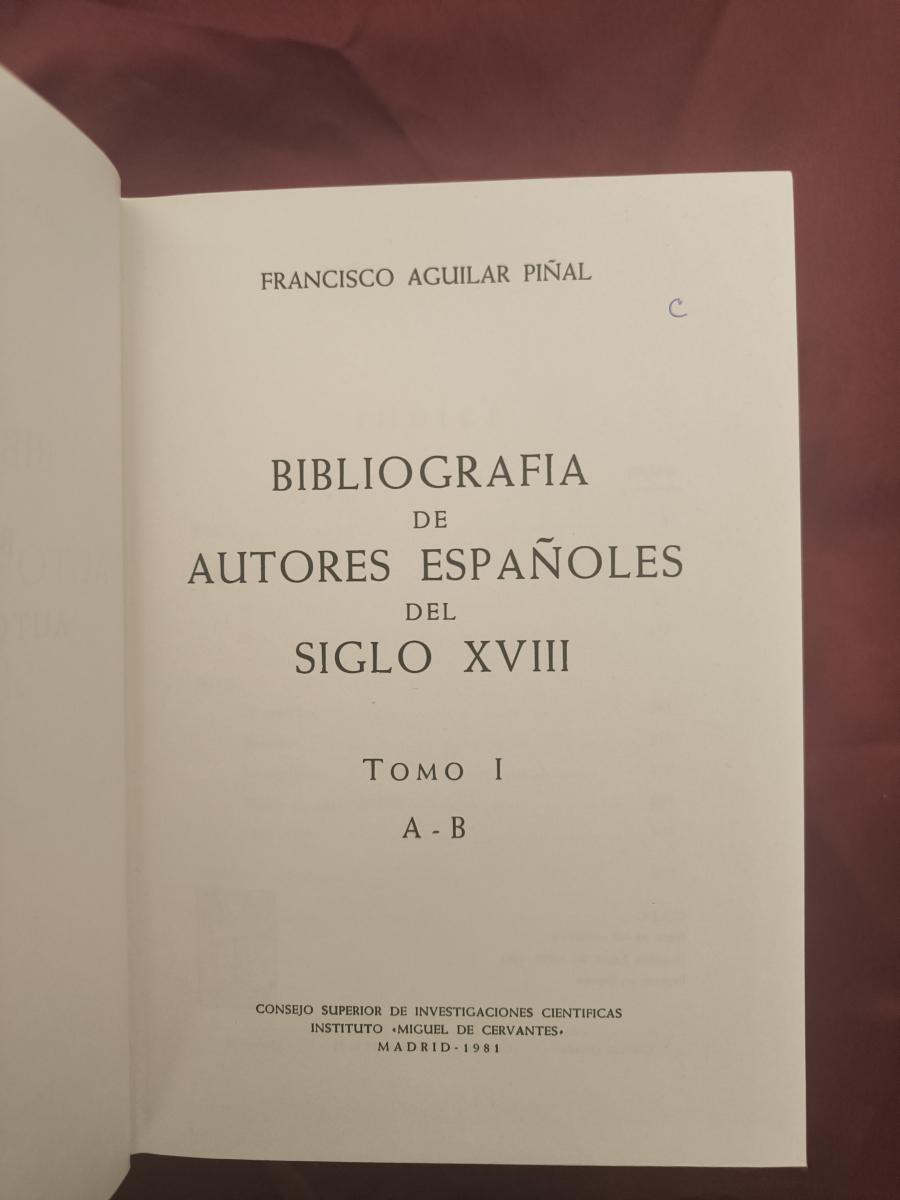 FRANCISCO AGUILAR PIÑAL
C
BIBLIOGRAFIA
DE
AUTORES ESPAÑOLES
DEL
SIGLO XVIII
TOMO I
A - B
CONSEJO SUPERIOR DE INVESTIGACIONES CIENTIFICAS
INSTITUTO «MIGUEL DE CERVANTES»
MADRID - 1981